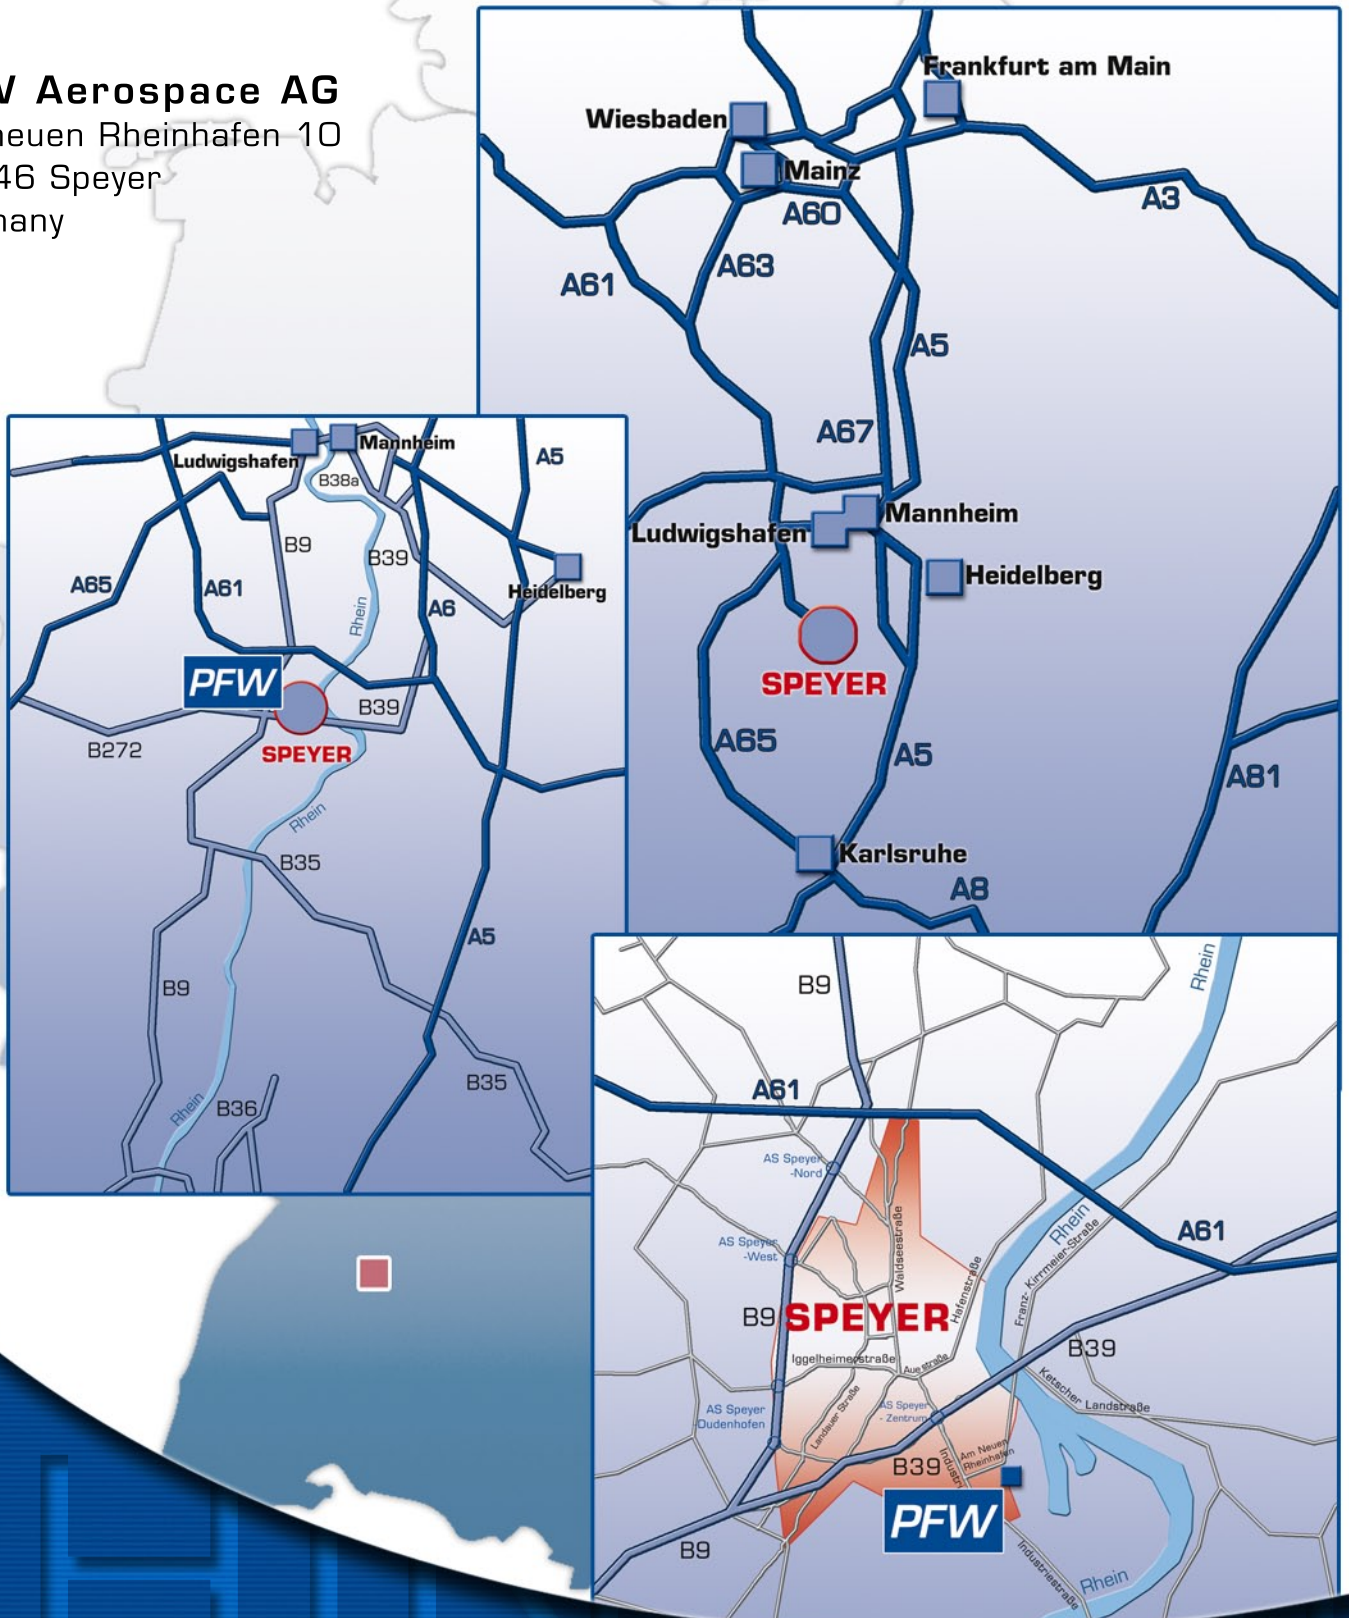 Aerospace AG
neuen Rheinhafen 10
46 Speyer
Frankfurt am Main
Wiesbaden
Mainz
A60
A3
A63
A61
A5
A67
Mannheim
Ludwigshafen
Heidelberg
SPEYER
A65
A5
A81
Karlsruhe
A8
Mannheim
Ludwigshafen
A5
B38a
B9
B39
Heidelberg
A65
A61
A6
Rhein
PFW
B39
SPEYER
B272
Rhein
B35
A5
B9
B35
Rhein
B36
Rhein
B9
A61
AS Speyer
-Nord
Waldseestraße
Rhein
A61
AS Speyer
-West
Franz-Kirrmeier-Straße
Hafenstraße
B9
SPEYER
B39
Iggelheimerstraße
Auestraße
Ketscher Landstraße
AS Speyer
Dudenhofen
Landauer Straße
AS Speyer
- Zentrum
Am Neuen
Rheinhafen
B39
PFW
B9
Industriestraße
Rhein